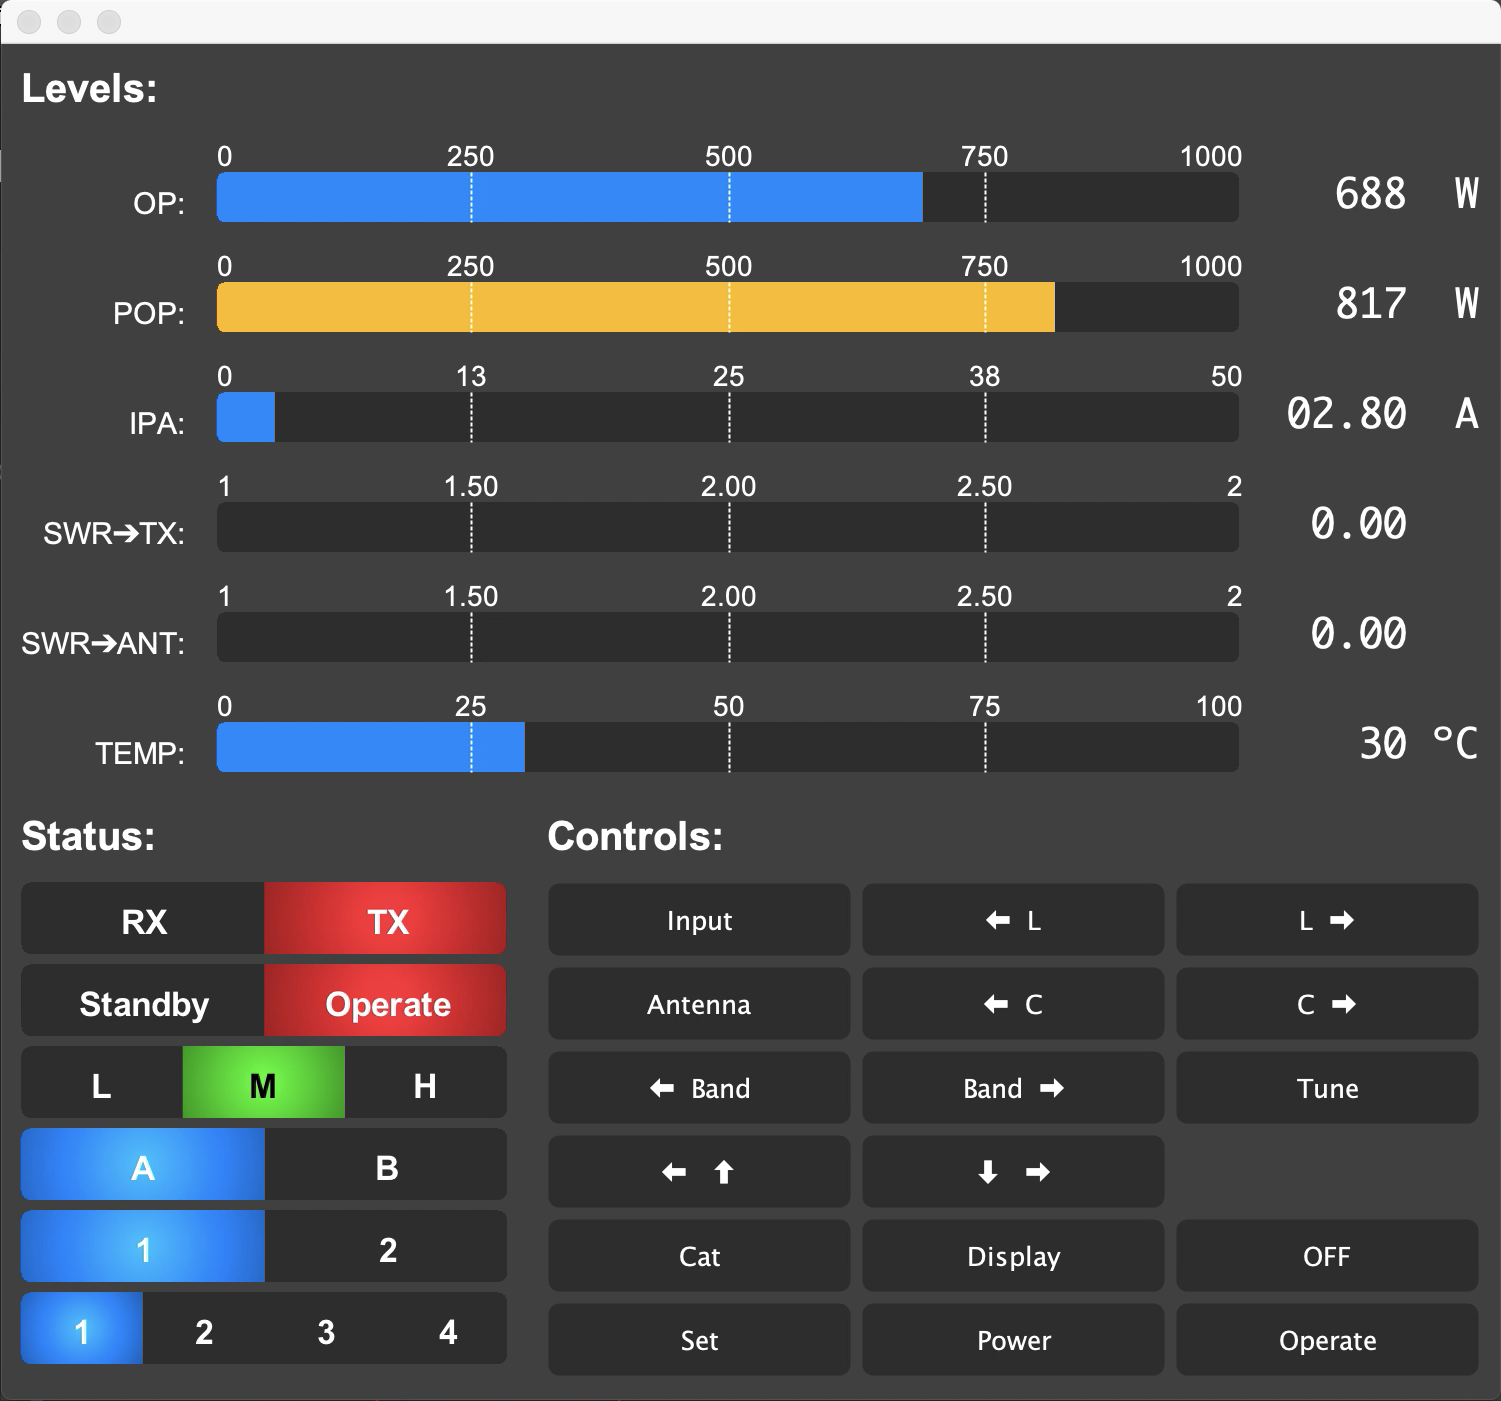 Levels:
0 250 500 750 1000
OP: 688 W
0 250 500 750 1000
POP: 817 W
0 13 25 38 50
IPA: 02.80 A
1 1.50 2.00 2.50 2
SWR➔TX: 0.00
1 1.50 2.00 2.50 2
SWR➔ANT: 0.00
0 25 50 75 100
TEMP: 30 °C
Status:
RX TX
Standby Operate
L M H
A B
1 2
1 2 3 4
Controls:
Input ⬅ L L ➡
Antenna ⬅ C C ➡
⬅ Band Band ➡ Tune
⬅ ⬆ ⬇ ➡
Cat Display OFF
Set Power Operate